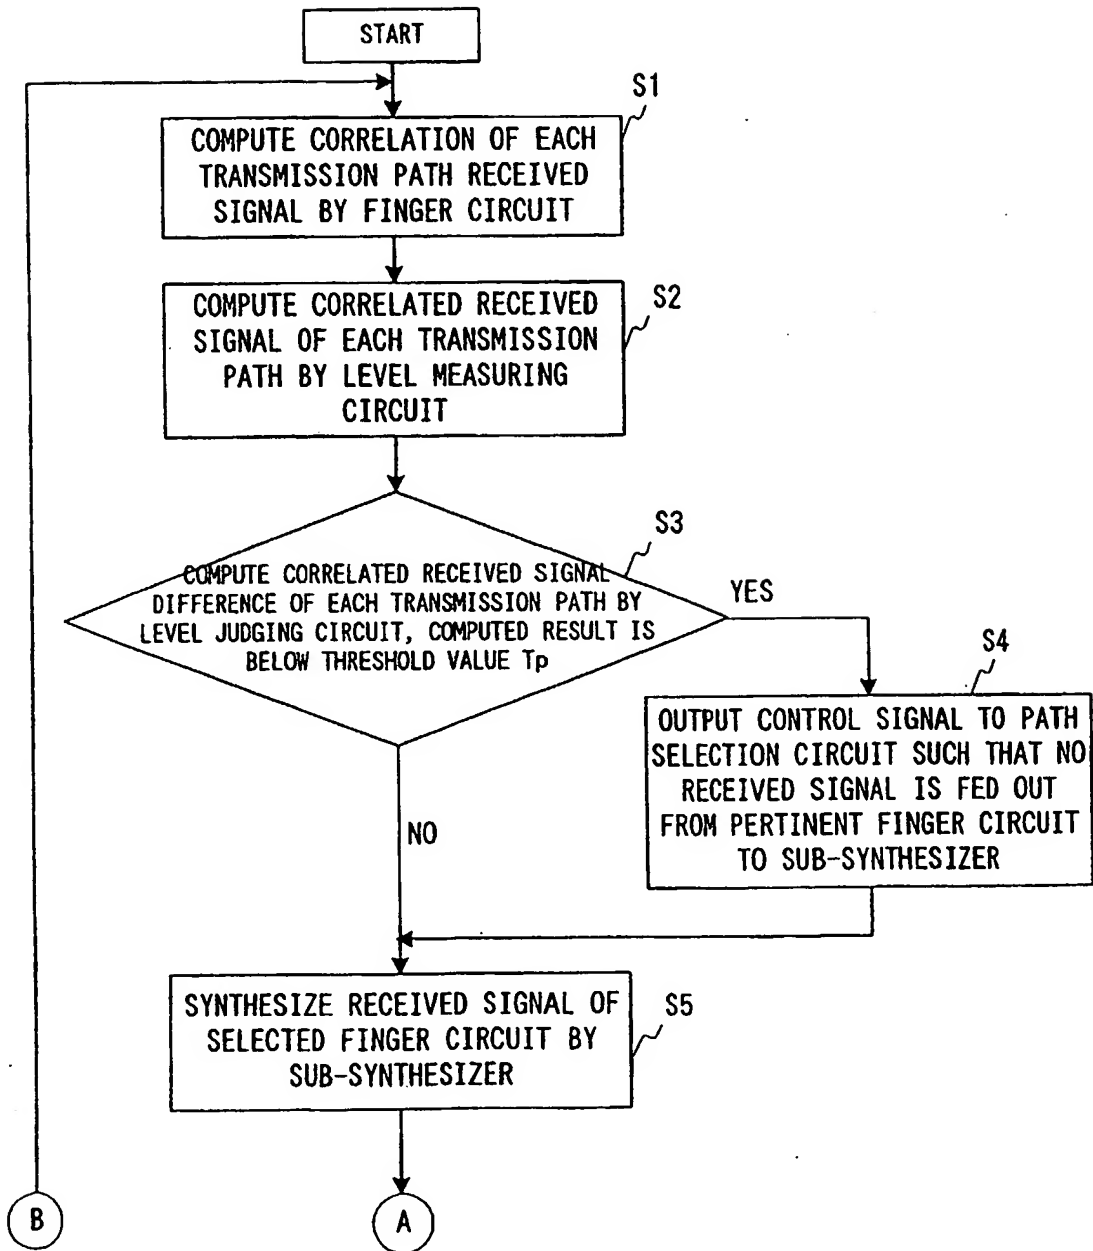 START
S1
COMPUTE CORRELATION OF EACH
TRANSMISSION PATH RECEIVED
SIGNAL BY FINGER CIRCUIT
S2
COMPUTE CORRELATED RECEIVED
SIGNAL OF EACH TRANSMISSION
PATH BY LEVEL MEASURING
CIRCUIT
S3
COMPUTE CORRELATED RECEIVED SIGNAL
DIFFERENCE OF EACH TRANSMISSION PATH BY
LEVEL JUDGING CIRCUIT, COMPUTED RESULT IS
BELOW THRESHOLD VALUE Tp
YES
S4
OUTPUT CONTROL SIGNAL TO PATH
SELECTION CIRCUIT SUCH THAT NO
RECEIVED SIGNAL IS FED OUT
FROM PERTINENT FINGER CIRCUIT
TO SUB-SYNTHESIZER
NO
S5
SYNTHESIZE RECEIVED SIGNAL OF
SELECTED FINGER CIRCUIT BY
SUB-SYNTHESIZER
B
A